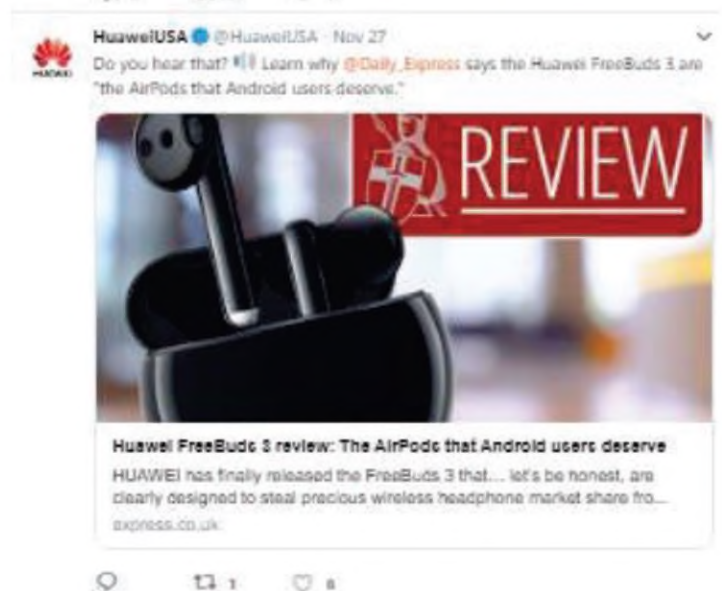 HuaweiUSA @HuaweiUSA · Nov 27
Do you hear that? Learn why @Daily_Express says the Huawei FreeBuds 3 are
"the AirPods that Android users deserve."
HUAWEI
REVIEW
Huawei FreeBuds 3 review: The AirPods that Android users deserve
HUAWEI has finally released the FreeBuds 3 that... let's be honest, are
clearly designed to steal precious wireless headphone market share fro...
express.co.uk
1